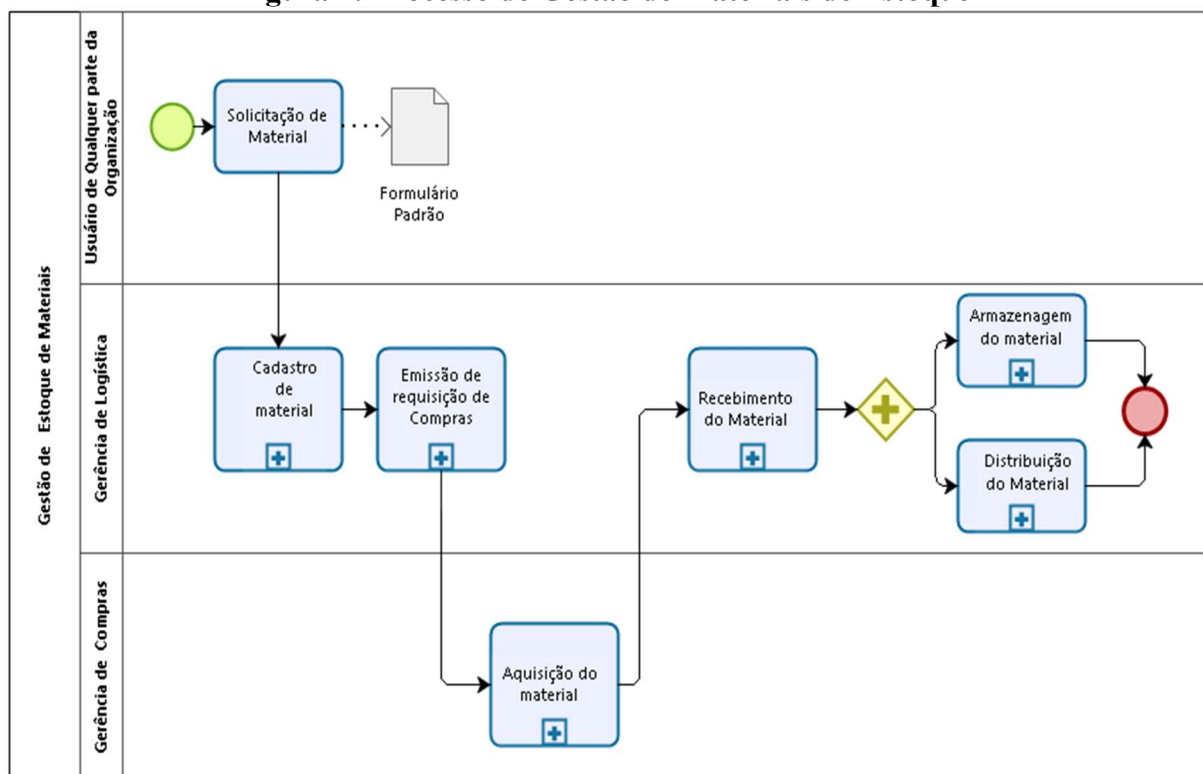 Gestão de Estoque de Materiais
Usuário de Qualquer parte da
Organização
Solicitação de
Material
Formulário
Padrão
Gerência de Logística
Cadastro
de
material
Emissão de
requisição de
Compras
Recebimento
do Material
Armazenagem
do material
Distribuição
do Material
Gerência de Compras
Aquisição do
material